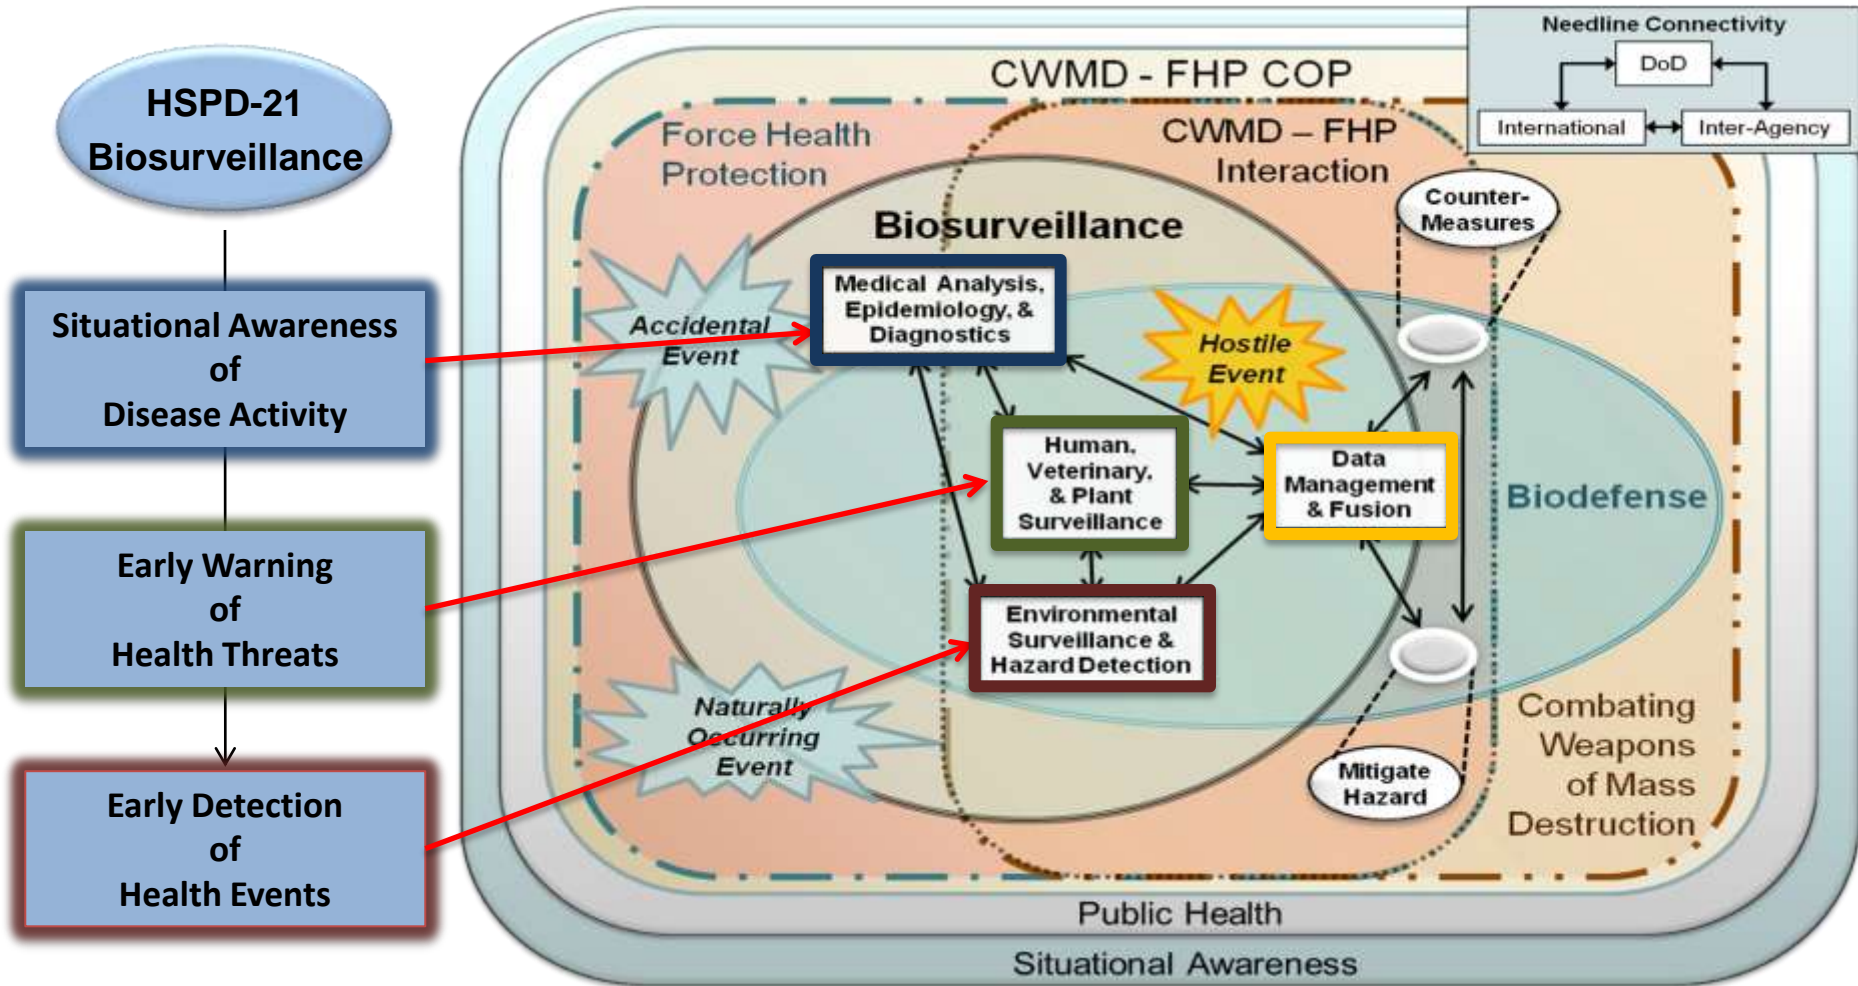 HSPD-21
Biosurveillance
Situational Awareness
of
Disease Activity
Early Warning
of
Health Threats
Early Detection
of
Health Events
CWMD - FHP COP
Needline Connectivity
DoD
International
Inter-Agency
Force Health
Protection
CWMD – FHP
Interaction
Counter-
Measures
Biosurveillance
Medical Analysis,
Epidemiology, &
Diagnostics
Accidental
Event
Hostile
Event
Human,
Veterinary,
& Plant
Surveillance
Data
Management
& Fusion
Biodefense
Environmental
Surveillance &
Hazard Detection
Naturally
Occurring
Event
Mitigate
Hazard
Combating
Weapons
of Mass
Destruction
Public Health
Situational Awareness